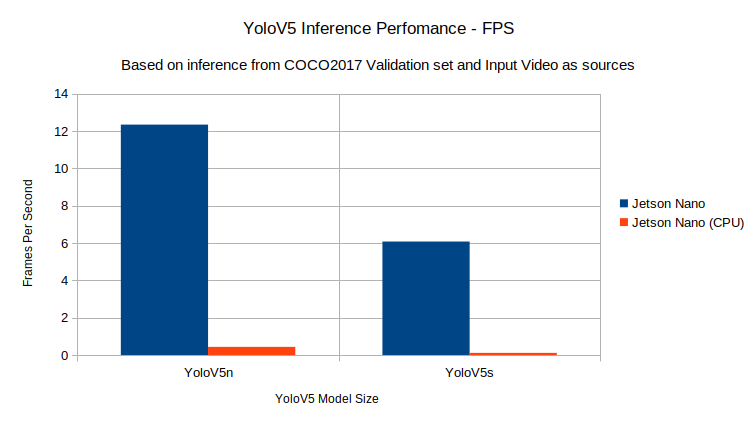 YoloV5 Inference Perfomance - FPS
Based on inference from COCO2017 Validation set and Input Video as sources
14
12
10
8
6
4
2
0
Frames Per Second
YoloV5n
YoloV5s
YoloV5 Model Size
Jetson Nano
Jetson Nano (CPU)